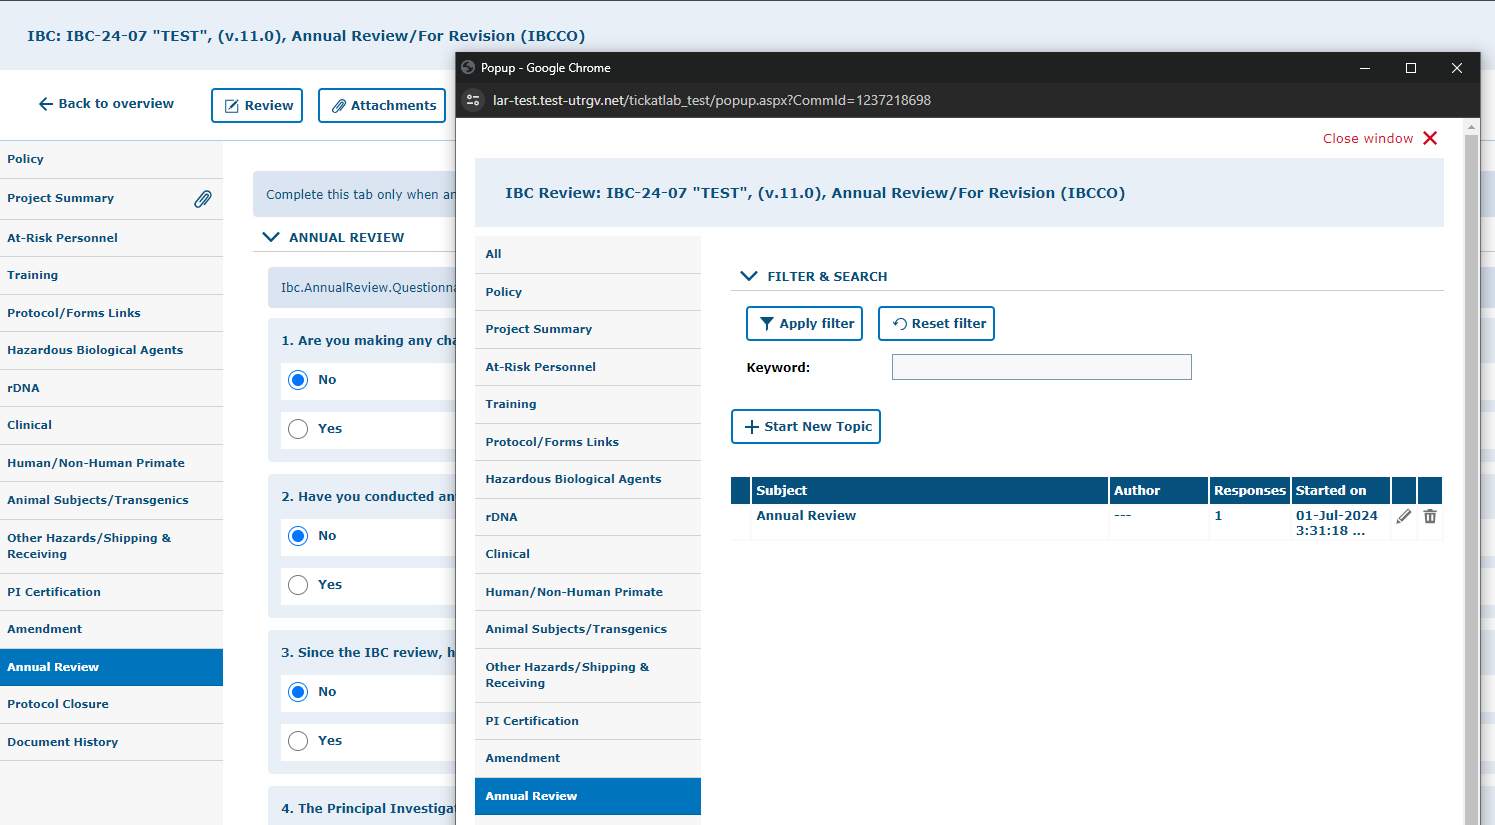 IBC: IBC-24-07 "TEST", (v.11.0), Annual Review/For Revision (IBCCO)
Back to overview
Review
Attachments
Policy
Project Summary
At-Risk Personnel
Training
Protocol/Forms Links
Hazardous Biological Agents
rDNA
Clinical
Human/Non-Human Primate
Animal Subjects/Transgenics
Other Hazards/Shipping &
Receiving
PI Certification
Amendment
Annual Review
Protocol Closure
Document History
Complete this tab only when an
ANNUAL REVIEW
Ibc.AnnualReview.Questionna
1. Are you making any cha
No
Yes
2. Have you conducted an
No
Yes
3. Since the IBC review, h
No
Yes
4. The Principal Investiga
Popup - Google Chrome
lar-test.test-utrgv.net/tickatlab_test/popup.aspx?CommId=1237218698
Close window
IBC Review: IBC-24-07 "TEST", (v.11.0), Annual Review/For Revision (IBCCO)
All
Policy
Project Summary
At-Risk Personnel
Training
Protocol/Forms Links
Hazardous Biological Agents
rDNA
Clinical
Human/Non-Human Primate
Animal Subjects/Transgenics
Other Hazards/Shipping &
Receiving
PI Certification
Amendment
Annual Review
FILTER & SEARCH
Apply filter
Reset filter
Keyword:
Start New Topic
Subject Author Responses Started on
Annual Review --- 1 01-Jul-2024
3:31:18 ...